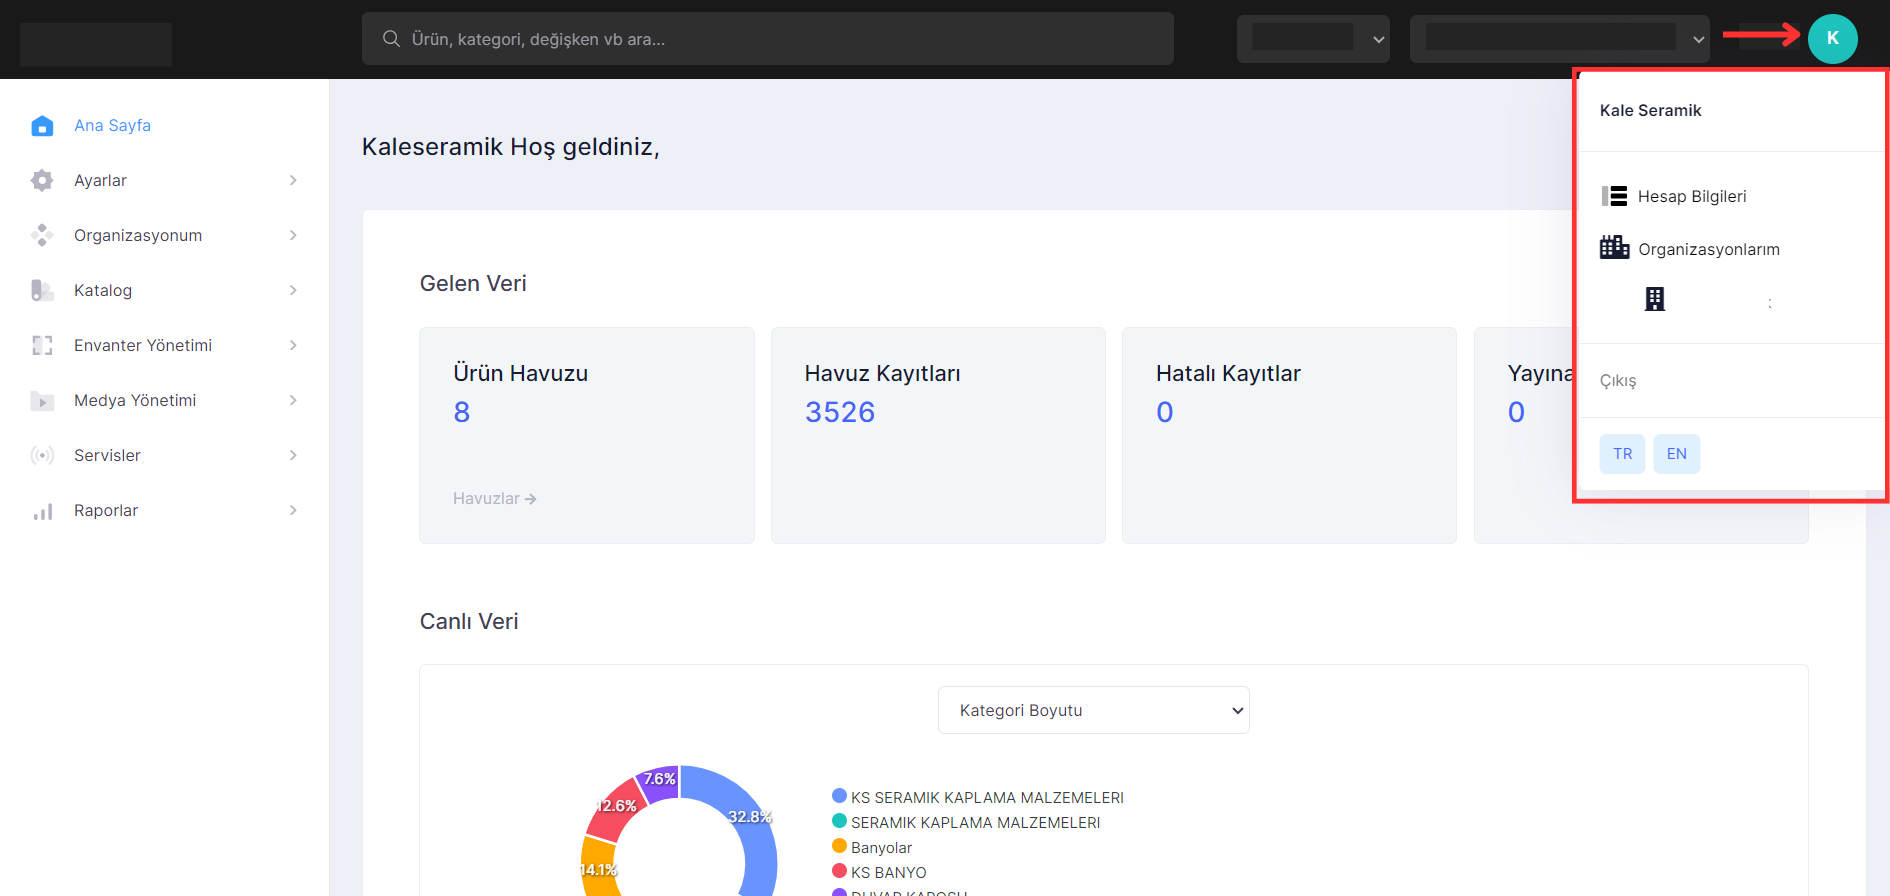 Ürün, kategori, değişken vb ara...
K
Ana Sayfa
Ayarlar
Organizasyonum
Katalog
Envanter Yönetimi
Medya Yönetimi
Servisler
Raporlar
Kaleseramik Hoş geldiniz,
Kale Seramik
Hesap Bilgileri
Organizasyonlarım
:
Çıkış
TR EN
Gelen Veri
Ürün Havuzu
8
Havuzlar →
Havuz Kayıtları
3526
Hatalı Kayıtlar
0
Yayına
0
Canlı Veri
Kategori Boyutu
7.6%
12.6%
32.8%
14.1%
KS SERAMIK KAPLAMA MALZEMELERI
SERAMIK KAPLAMA MALZEMELERI
Banyolar
KS BANYO